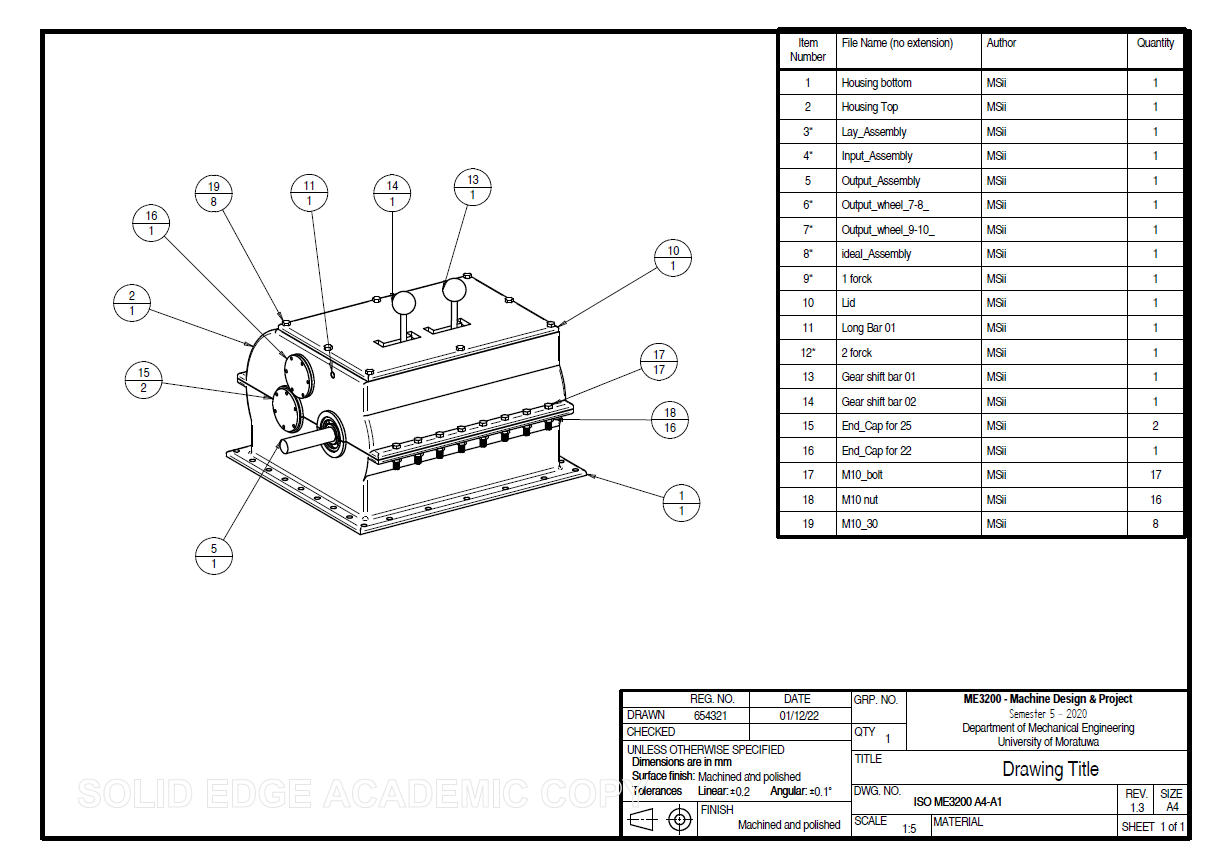 Item Number File Name (no extension) Author Quantity
1 Housing bottom MSii 1
2 Housing Top MSii 1
3* Lay_Assembly MSii 1
4* Input_Assembly MSii 1
5 Output_Assembly MSii 1
6* Output_wheel_7-8_ MSii 1
7* Output_wheel_9-10_ MSii 1
8* ideal_Assembly MSii 1
9* 1 forck MSii 1
10 Lid MSii 1
11 Long Bar 01 MSii 1
12* 2 forck MSii 1
13 Gear shift bar 01 MSii 1
14 Gear shift bar 02 MSii 1
15 End_Cap for 25 MSii 2
16 End_Cap for 22 MSii 1
17 M10_bolt MSii 17
18 M10 nut MSii 16
19 M10_30 MSii 8
19
8
11
1
14
1
13
1
16
1
10
1
2
1
15
2
17
17
18
16
1
1
5
1
REG. NO. DATE
DRAWN 654321 01/12/22
CHECKED
UNLESS OTHERWISE SPECIFIED
Dimensions are in mm
Surface finish: Machined and polished
Tolerances Linear: ±0.2 Angular: ±0.1°
FINISH
Machined and polished
GRP. NO.
QTY 1
ME3200 - Machine Design & Project
Semester 5 - 2020
Department of Mechanical Engineering
University of Moratuwa
TITLE
Drawing Title
DWG. NO.
ISO ME3200 A4-A1
REV.
1.3
SIZE
A4
SCALE 1:5
MATERIAL
SHEET 1 of 1
SOLID EDGE ACADEMIC COPY